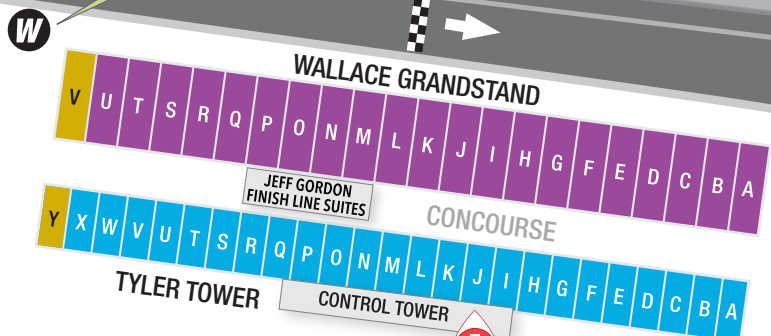 W
WALLACE GRANDSTAND
V U T S R Q P O N M L K J I H G F E D C B A
JEFF GORDON
FINISH LINE SUITES
CONCOURSE
Y X W V U T S R Q P O N M L K J I H G F E D C B A
TYLER TOWER
CONTROL TOWER